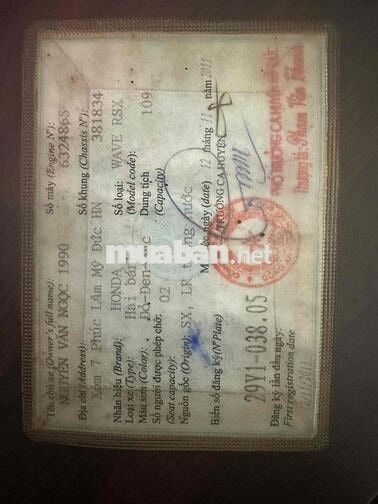 Tên chủ xe (Owner's full name):
NGUYỄN VĂN NGỌC 1990
Địa chỉ (Address):
Xóm 7 Phúc Lâm Mỹ Đức HN
Nhãn hiệu (Brand): HONDA
Loại xe (Type): Hai bánh
Màu sơn (Color): Đỏ-Đen-
Số người được phép chở: 02
(Seat capacity):
Nguồn gốc (Origin): SX, LR trong nước
Biển số đăng ký (N° Plate)
29Y1-038.05
Đăng ký lần đầu ngày:
First registration date
Số máy (Engine N°): 6324865
Số khung (Chassis N°): 381834
Số loại: WAVE RSX
(Model code):
Dung tích 109
(Capacity)
ngày (date) 12 tháng 11 năm 2011
TRƯỞNG CA HUYỆN
muaban.net